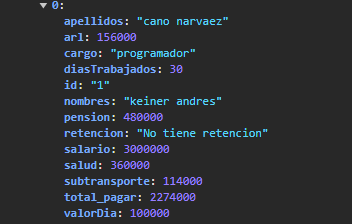 0:
apellidos: "cano narvaez"
arl: 156000
cargo: "programador"
diasTrabajados: 30
id: "1"
nombres: "keiner andres"
pension: 480000
retencion: "No tiene retencion"
salario: 3000000
salud: 360000
subtransporte: 114000
total_pagar: 2274000
valorDia: 100000